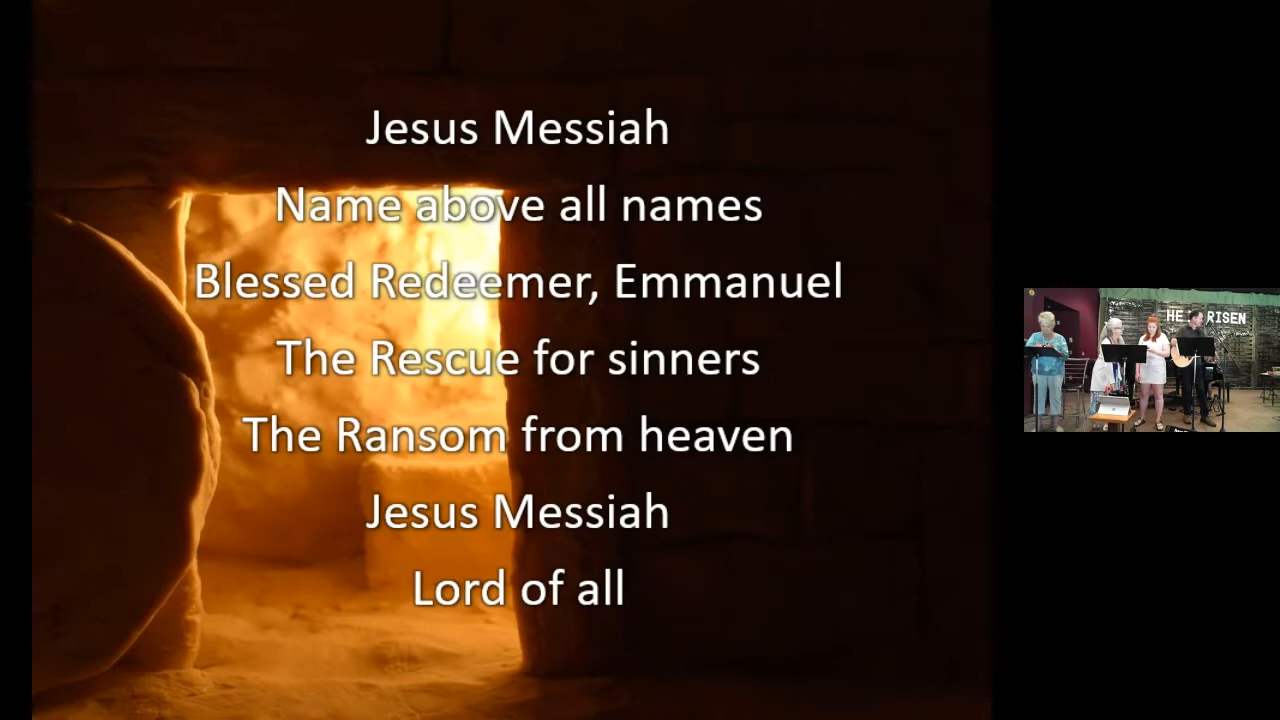 Jesus Messiah
Name above all names
Blessed Redeemer, Emmanuel
The Rescue for sinners
The Ransom from heaven
Jesus Messiah
Lord of all
HE RISEN